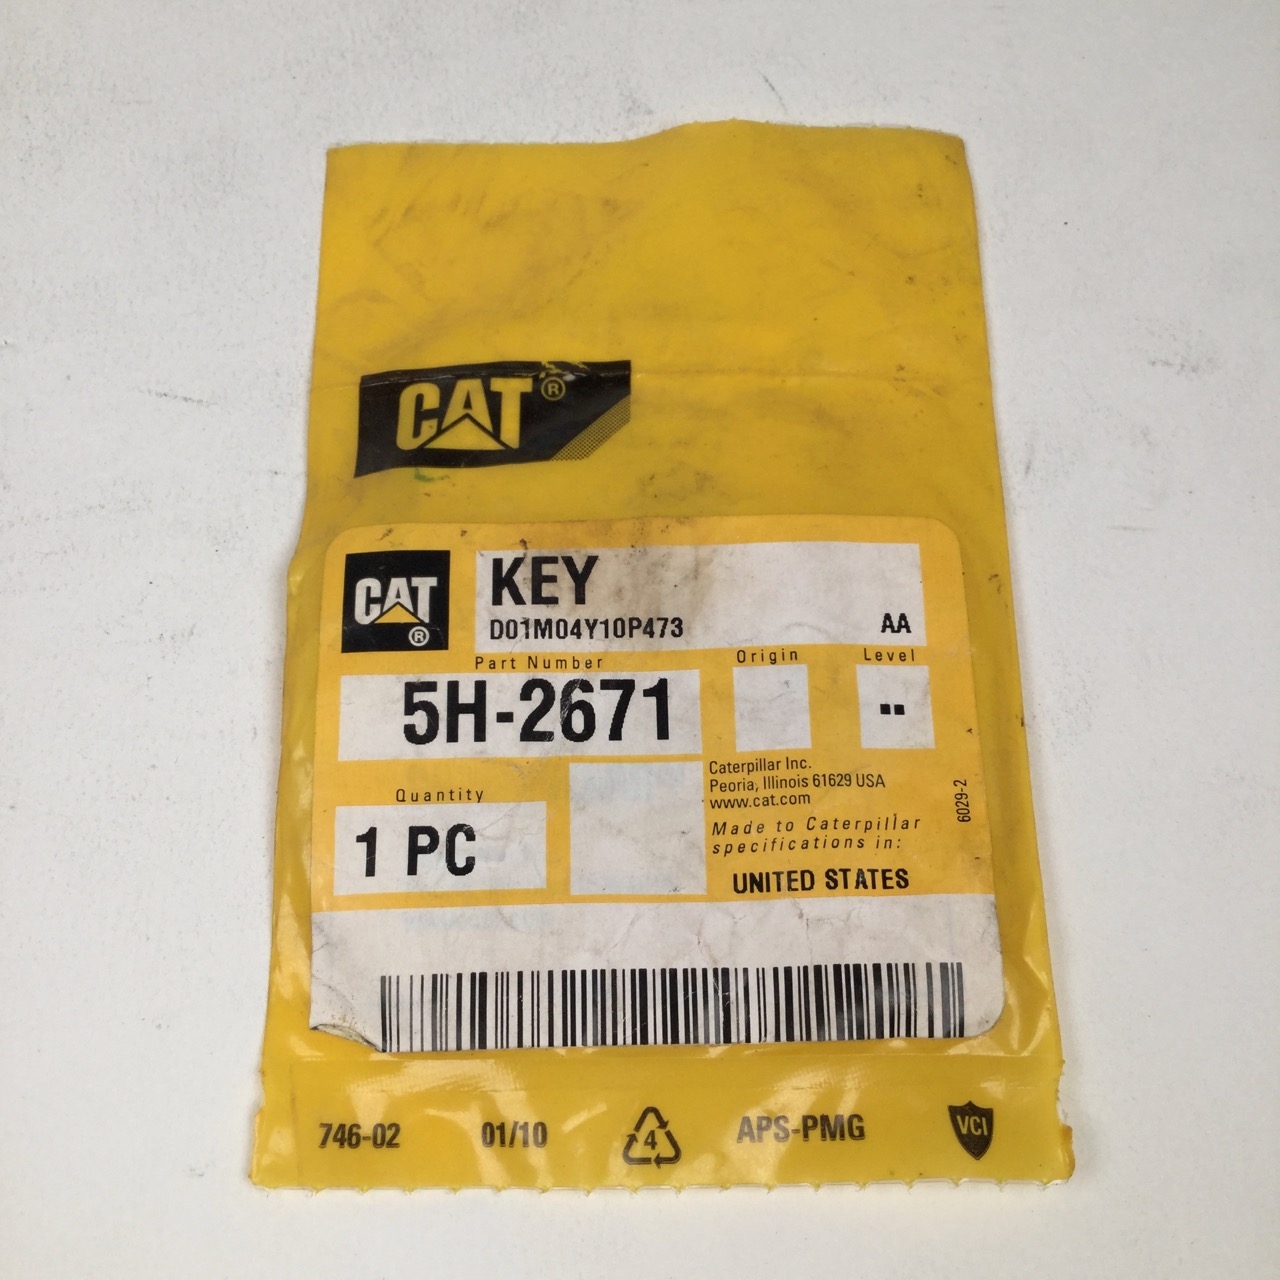 CAT®
CAT®
KEY
D01M04Y10P473
AA
Part Number
Origin
Level
5H-2671
--
Quantity
1 PC
Caterpillar Inc.
Peoria, Illinois 61629 USA
www.cat.com
Made to Caterpillar
specifications in:
UNITED STATES
6029-2
746-02
01/10
4
APS-PMG
VCI